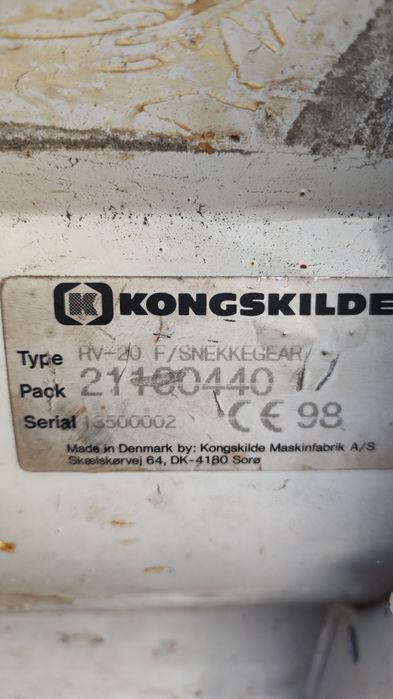 K KONGSKILDE
Type RV-20 F/SNEKKEGEAR
Pack 21100440
Serial 13500002 CE 98
Made in Denmark by: Kongskilde Maskinfabrik A/S
Skælskørvej 64, DK-4180 Sorø